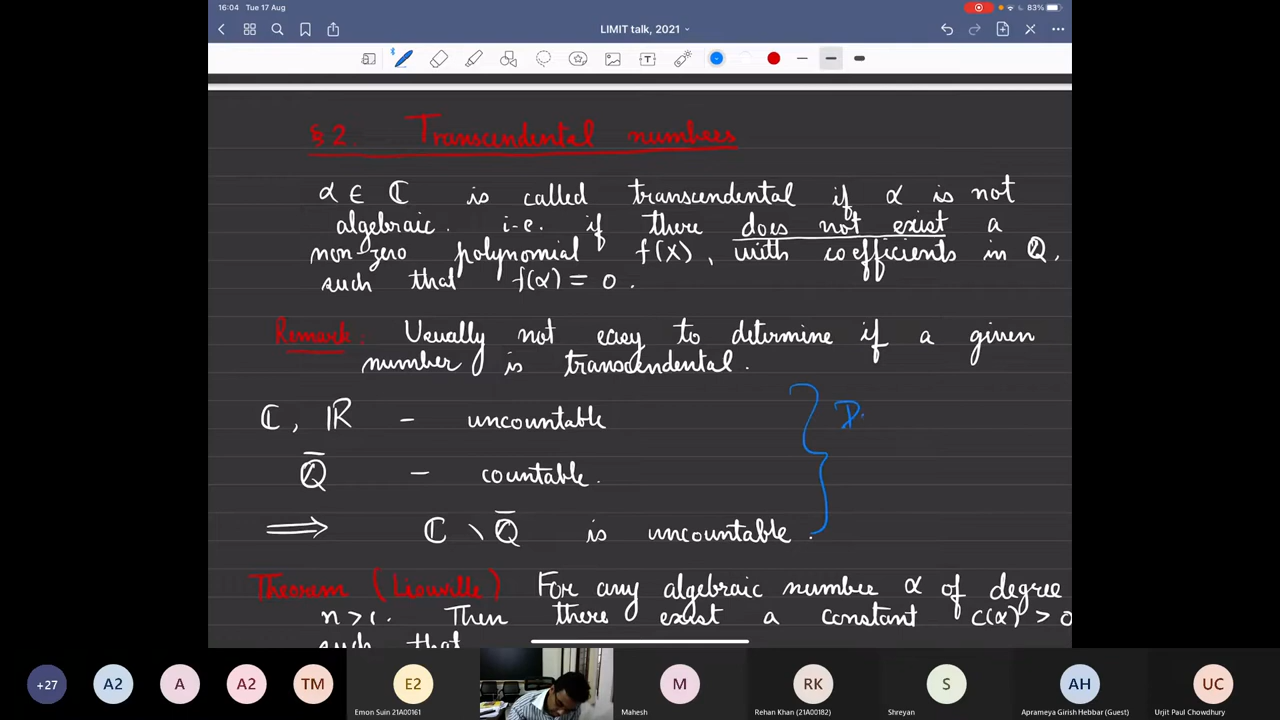 16:04 Tue 17 Aug
83%
LIMIT talk, 2021
T
§ 2. Transcendental numbers
α ∈ ℂ is called transcendental if α is not
algebraic. i.e. if there does not exist a
non-zero polynomial f(X), with coefficients in ℚ,
such that f(α) = 0.
Remark: Usually not easy to determine if a given
number is transcendental.
ℂ, ℝ - uncountable
ℚ̄ - countable.
⟹ ℂ \ ℚ̄ is uncountable.
Theorem (Liouville) For any algebraic number α of degree
n>1. Then there exist a constant c(α) > 0
such that
+27
A2
A
A2
TM
E2
M
RK
S
AH
UC
Emon Suin 21A00161
Mahesh
Rehan Khan (21A00182)
Shreyan
Aprameya Girish Hebbar (Guest)
Urjit Paul Chowdhury